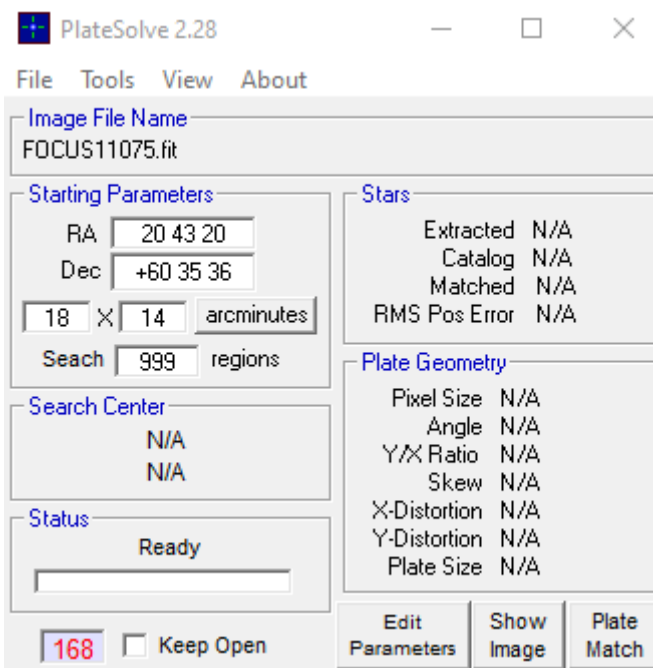 PlateSolve 2.28
File Tools View About
Image File Name
FOCUS11075.fit
Starting Parameters
RA 20 43 20
Dec +60 35 36
18 X 14 arcminutes
Seach 999 regions
Search Center
N/A
N/A
Status
Ready
168 Keep Open
Stars
Extracted N/A
Catalog N/A
Matched N/A
RMS Pos Error N/A
Plate Geometry
Pixel Size N/A
Angle N/A
Y/X Ratio N/A
Skew N/A
X-Distortion N/A
Y-Distortion N/A
Plate Size N/A
Edit Parameters
Show Image
Plate Match